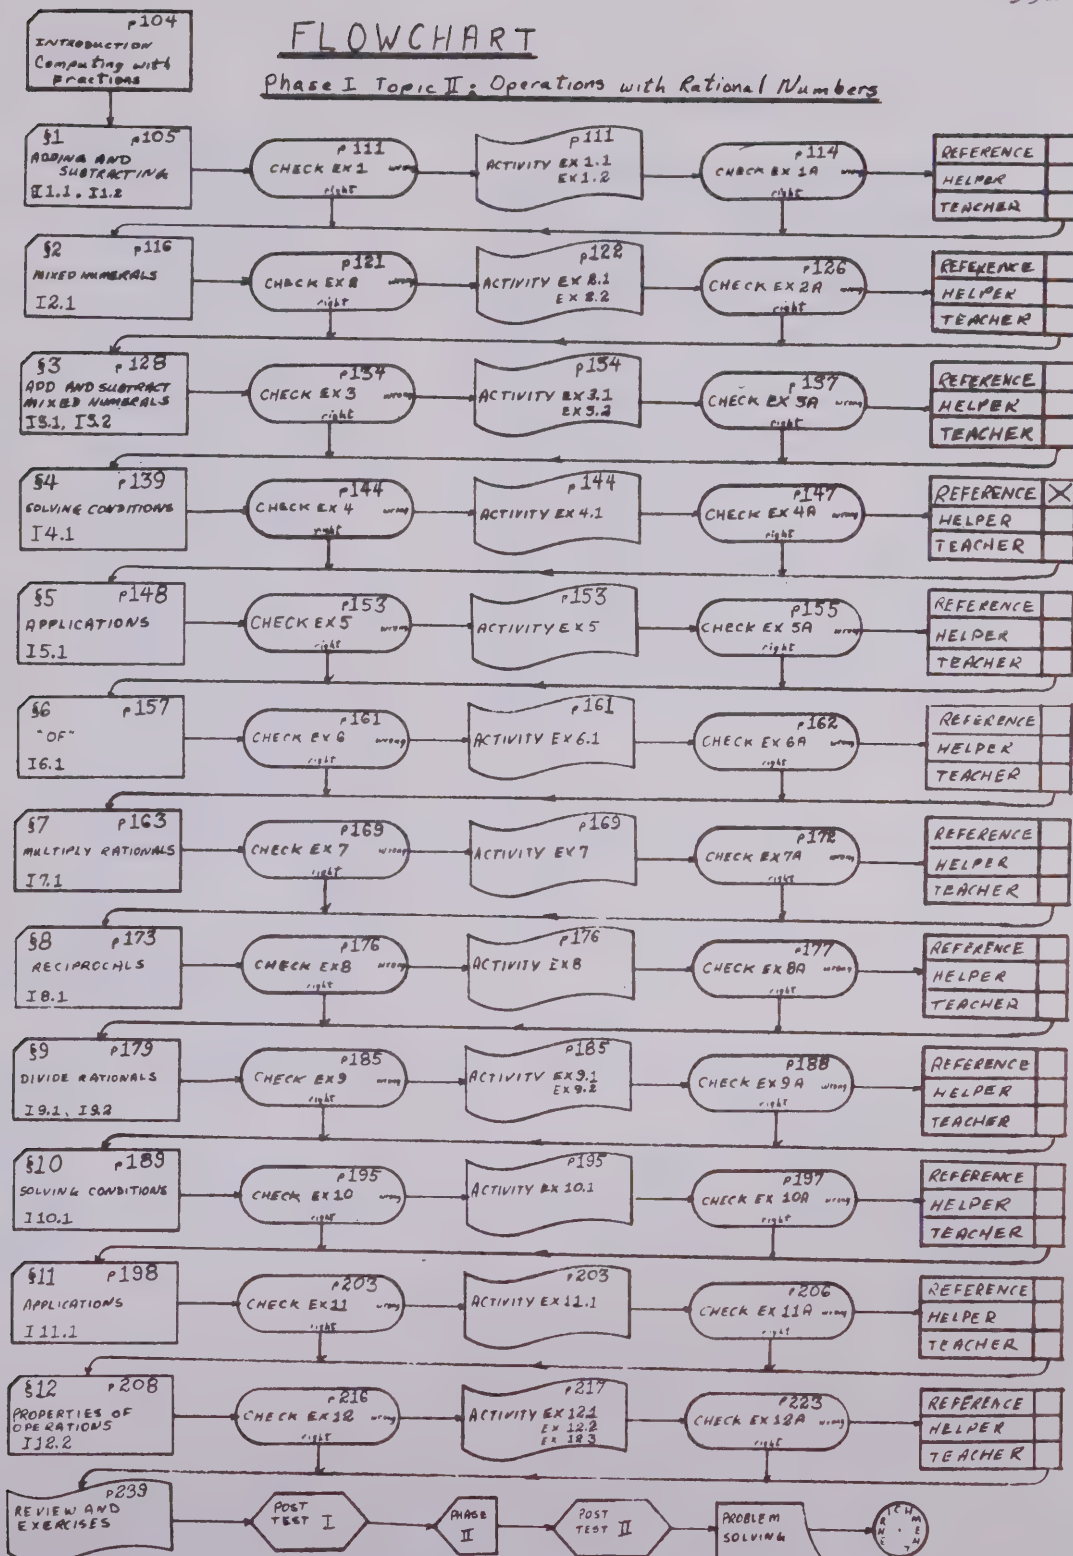 p104
INTRODUCTION
Computing with
fractions
FLOWCHART
Phase I Topic II: Operations with Rational Numbers
§1 p105
ADDING AND
SUBTRACTING
I1.1, I1.2
p111
CHECK EX 1 wrong
right
p111
ACTIVITY EX 1.1
EX 1.2
p114
CHECK EX 1A wrong
right
REFERENCE
HELPER
TEACHER
§2 p116
MIXED NUMERALS
I2.1
p121
CHECK EX 2 wrong
right
p122
ACTIVITY EX 2.1
EX 2.2
p126
CHECK EX 2A wrong
right
REFERENCE
HELPER
TEACHER
§3 p128
ADD AND SUBTRACT
MIXED NUMERALS
I3.1, I3.2
p134
CHECK EX 3 wrong
right
p134
ACTIVITY EX 3.1
EX 3.2
p137
CHECK EX 3A wrong
right
REFERENCE
HELPER
TEACHER
§4 p139
SOLVING CONDITIONS
I4.1
p144
CHECK EX 4 wrong
right
p144
ACTIVITY EX 4.1
p147
CHECK EX 4A wrong
right
REFERENCE X
HELPER
TEACHER
§5 p148
APPLICATIONS
I5.1
p153
CHECK EX 5 wrong
right
p153
ACTIVITY EX 5
p155
CHECK EX 5A wrong
right
REFERENCE
HELPER
TEACHER
§6 p157
"OF"
I6.1
p161
CHECK EX 6 wrong
right
p161
ACTIVITY EX 6.1
p162
CHECK EX 6A wrong
right
REFERENCE
HELPER
TEACHER
§7 p163
MULTIPLY RATIONALS
I7.1
p169
CHECK EX 7 wrong
right
p169
ACTIVITY EX 7
p172
CHECK EX 7A wrong
right
REFERENCE
HELPER
TEACHER
§8 p173
RECIPROCALS
I8.1
p176
CHECK EX 8 wrong
right
p176
ACTIVITY EX 8
p177
CHECK EX 8A wrong
right
REFERENCE
HELPER
TEACHER
§9 p179
DIVIDE RATIONALS
I9.1, I9.2
p185
CHECK EX 9 wrong
right
p185
ACTIVITY EX 9.1
EX 9.2
p188
CHECK EX 9A wrong
right
REFERENCE
HELPER
TEACHER
§10 p189
SOLVING CONDITIONS
I10.1
p195
CHECK EX 10 wrong
right
p195
ACTIVITY EX 10.1
p197
CHECK EX 10A wrong
right
REFERENCE
HELPER
TEACHER
§11 p198
APPLICATIONS
I11.1
p203
CHECK EX 11 wrong
right
p203
ACTIVITY EX 11.1
p206
CHECK EX 11A wrong
right
REFERENCE
HELPER
TEACHER
§12 p208
PROPERTIES OF
OPERATIONS
I12.2
p216
CHECK EX 12 wrong
right
p217
ACTIVITY EX 12.1
EX 12.2
EX 12.3
p223
CHECK EX 12A wrong
right
REFERENCE
HELPER
TEACHER
p239
REVIEW AND
EXERCISES
POST
TEST I
PHASE
II
POST
TEST II
PROBLEM
SOLVING
ENRICHMENT